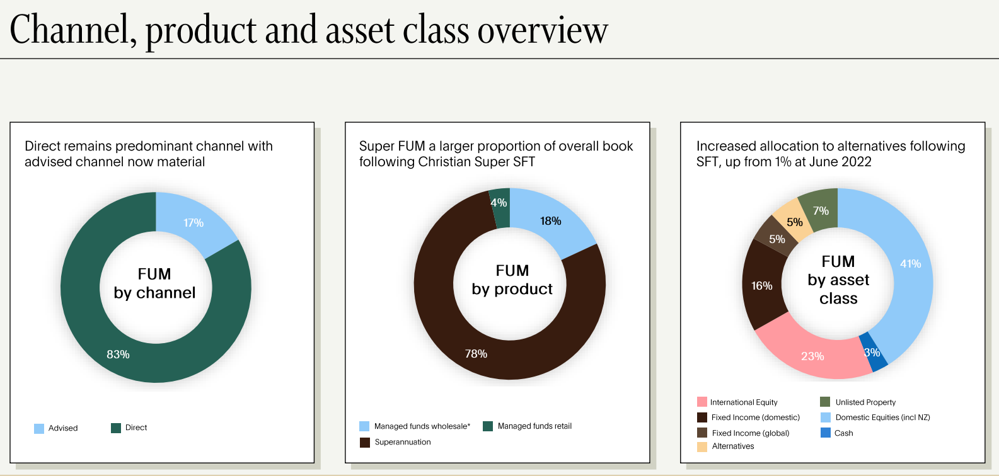 Channel, product and asset class overview
Direct remains predominant channel with
advised channel now material
17%
83%
FUM
by channel
Advised
Direct
Super FUM a larger proportion of overall book
following Christian Super SFT
4%
18%
78%
FUM
by product
Managed funds wholesale*
Managed funds retail
Superannuation
Increased allocation to alternatives following
SFT, up from 1% at June 2022
7%
5%
5%
41%
16%
3%
23%
FUM
by asset
class
International Equity
Unlisted Property
Fixed Income (domestic)
Domestic Equities (incl NZ)
Fixed Income (global)
Cash
Alternatives